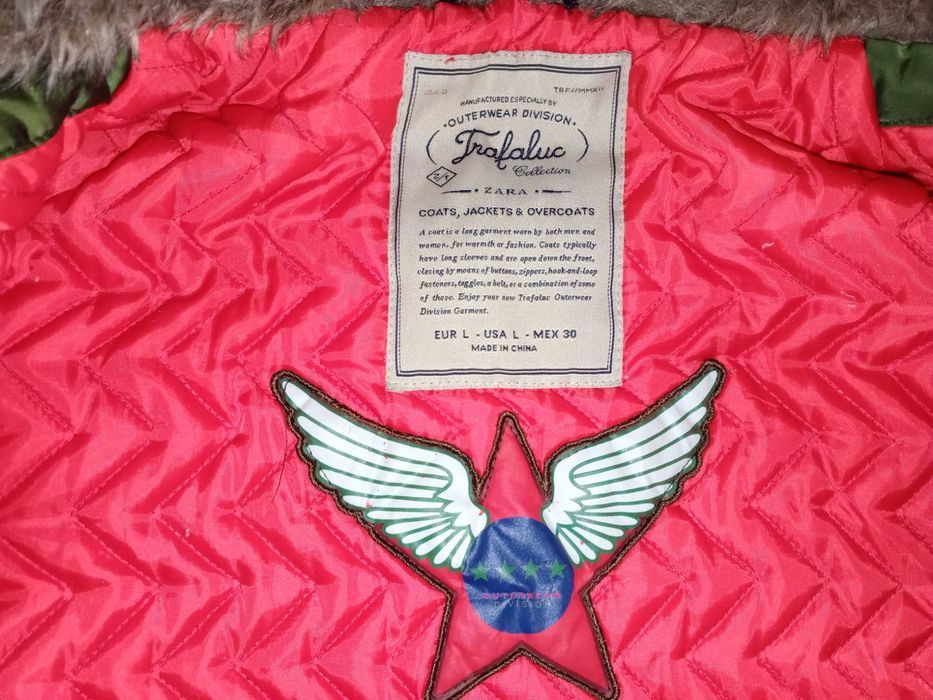 TRF//MMXII
MANUFACTURED ESPECIALLY BY
·OUTERWEAR DIVISION·
Trafaluc
Collection
Z/T
• ZARA •
COATS, JACKETS & OVERCOATS
A coat is a long garment worn by both men and
women, for warmth or fashion. Coats typically
have long sleeves and are open down the front,
closing by means of buttons, zippers, hook-and-loop
fasteners, toggles, a belt, or a combination of some
of these. Enjoy your new Trafaluc Outerwear
Division Garment.
EUR L - USA L - MEX 30
MADE IN CHINA
OUTERWEAR
DIVISION